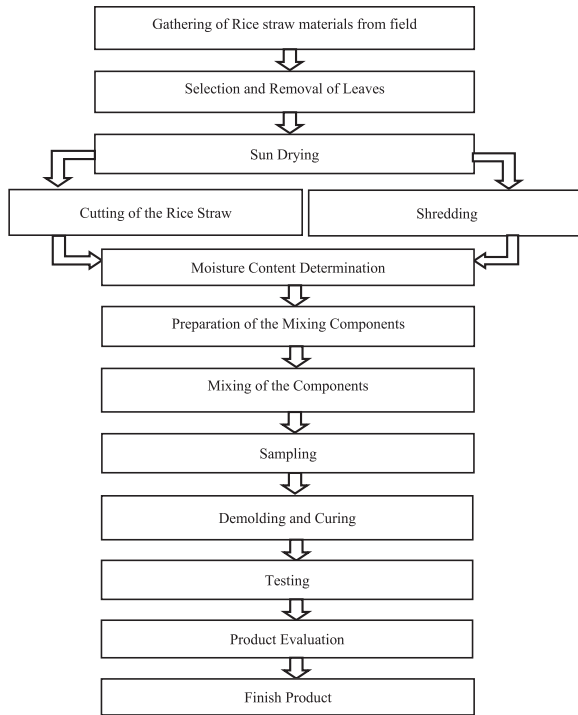 Gathering of Rice straw materials from field
Selection and Removal of Leaves
Sun Drying
Cutting of the Rice Straw
Shredding
Moisture Content Determination
Preparation of the Mixing Components
Mixing of the Components
Sampling
Demolding and Curing
Testing
Product Evaluation
Finish Product